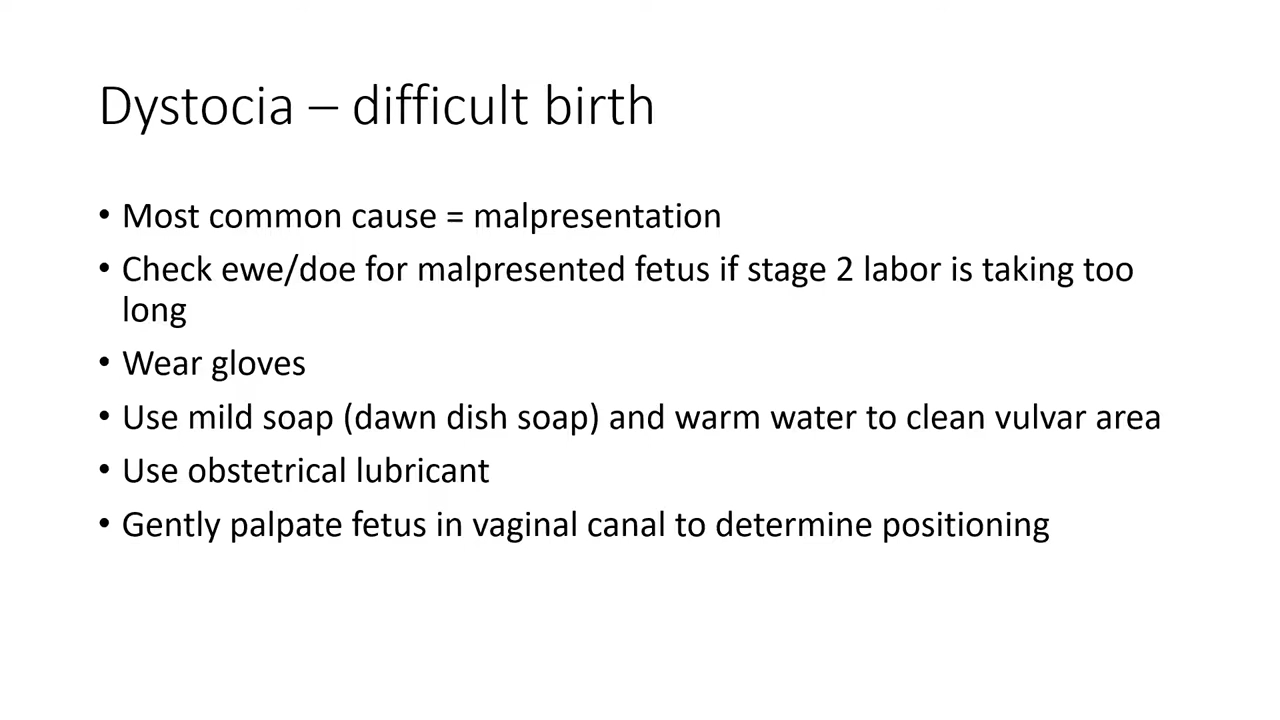 Dystocia – difficult birth
• Most common cause = malpresentation
• Check ewe/doe for malpresented fetus if stage 2 labor is taking too
long
• Wear gloves
• Use mild soap (dawn dish soap) and warm water to clean vulvar area
• Use obstetrical lubricant
• Gently palpate fetus in vaginal canal to determine positioning